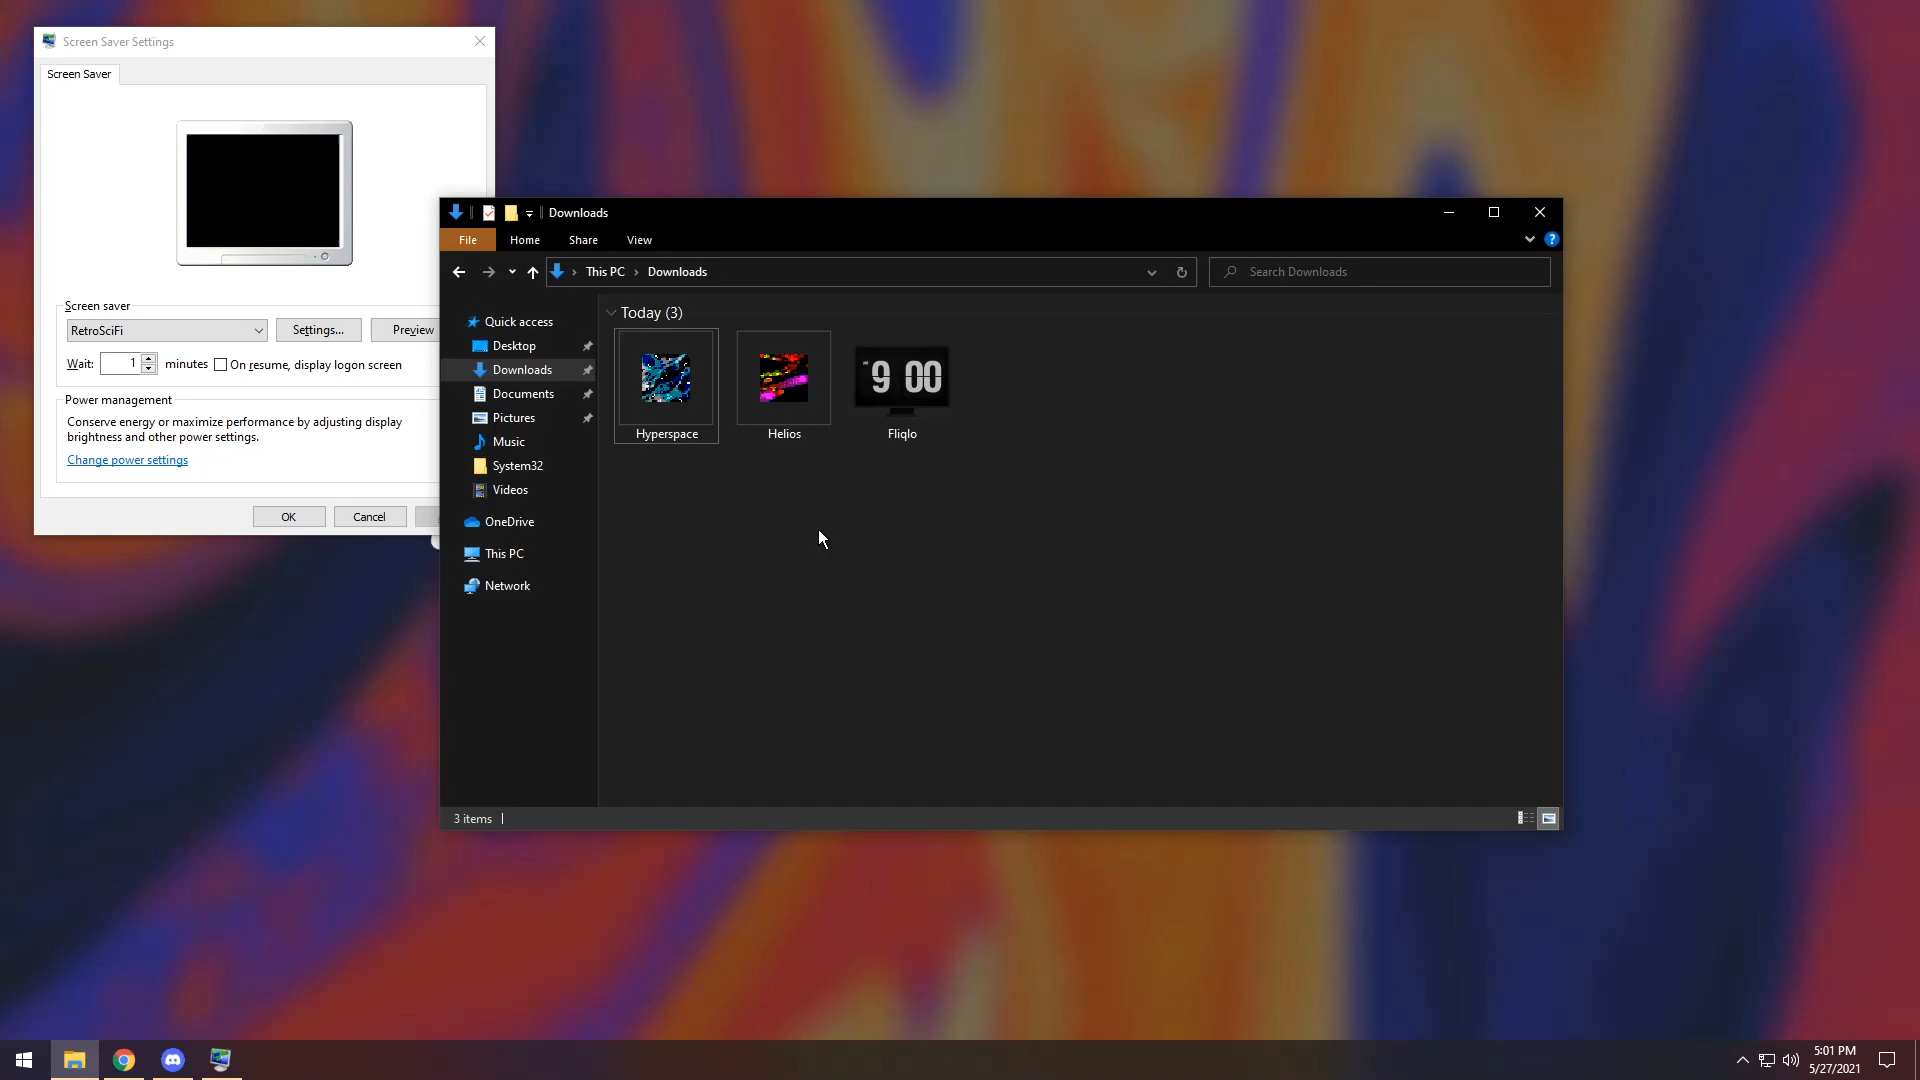 Screen Saver Settings
Screen Saver
Screen saver
RetroSciFi
Settings...
Preview
Wait:
1
minutes
On resume, display logon screen
Power management
Conserve energy or maximize performance by adjusting display
brightness and other power settings.
Change power settings
OK
Cancel
Downloads
File
Home
Share
View
?
This PC
Downloads
Search Downloads
Quick access
Desktop
Downloads
Documents
Pictures
Music
System32
Videos
OneDrive
This PC
Network
Today (3)
9 00
Hyperspace
Helios
Fliqlo
3 items
5:01 PM
5/27/2021